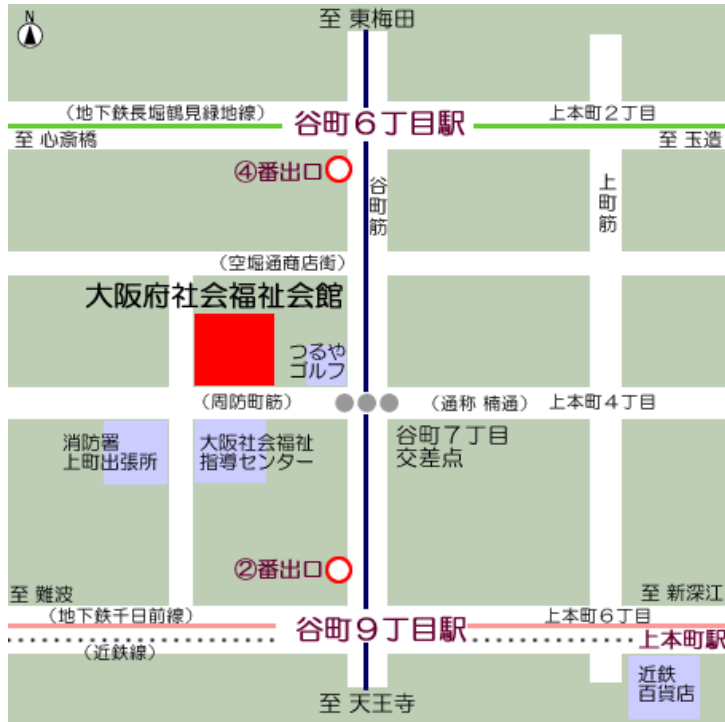 N
至 東梅田
(地下鉄長堀鶴見緑地線)
谷町6丁目駅
上本町2丁目
至 心斎橋
至 玉造
④番出口
谷町筋
上町筋
(空堀通商店街)
大阪府社会福祉会館
つるや
ゴルフ
(周防町筋)
(通称 楠通)
上本町4丁目
消防署
上町出張所
大阪社会福祉
指導センター
谷町7丁目
交差点
②番出口
至 難波
至 新深江
(地下鉄千日前線)
谷町9丁目駅
上本町6丁目
上本町駅
(近鉄線)
近鉄
百貨店
至 天王寺